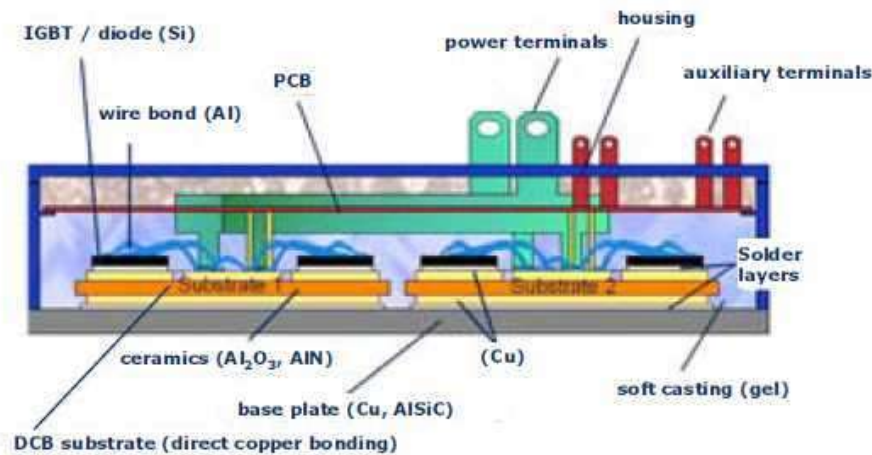 housing
IGBT / diode (Si)
power terminals
auxiliary terminals
PCB
wire bond (Al)
Solder
layers
Substrate 1
Substrate 2
ceramics (Al₂O₃, AlN)
(Cu)
soft casting (gel)
base plate (Cu, AlSiC)
DCB substrate (direct copper bonding)